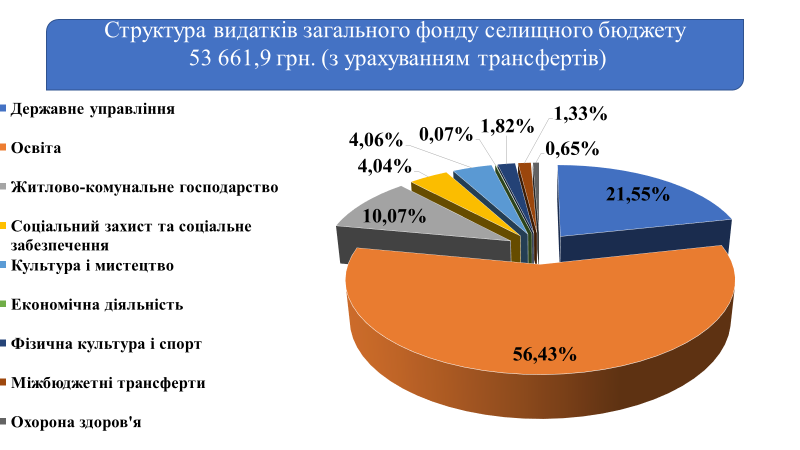 Структура видатків загального фонду селищного бюджету
53 661,9 грн. (з урахуванням трансфертів)
Державне управління
Освіта
Житлово-комунальне господарство
Соціальний захист та соціальне
забезпечення
Культура і мистецтво
Економічна діяльність
Фізична культура і спорт
Міжбюджетні трансферти
Охорона здоров'я
1,33%
1,82%
0,07%
4,06%
0,65%
4,04%
21,55%
10,07%
56,43%